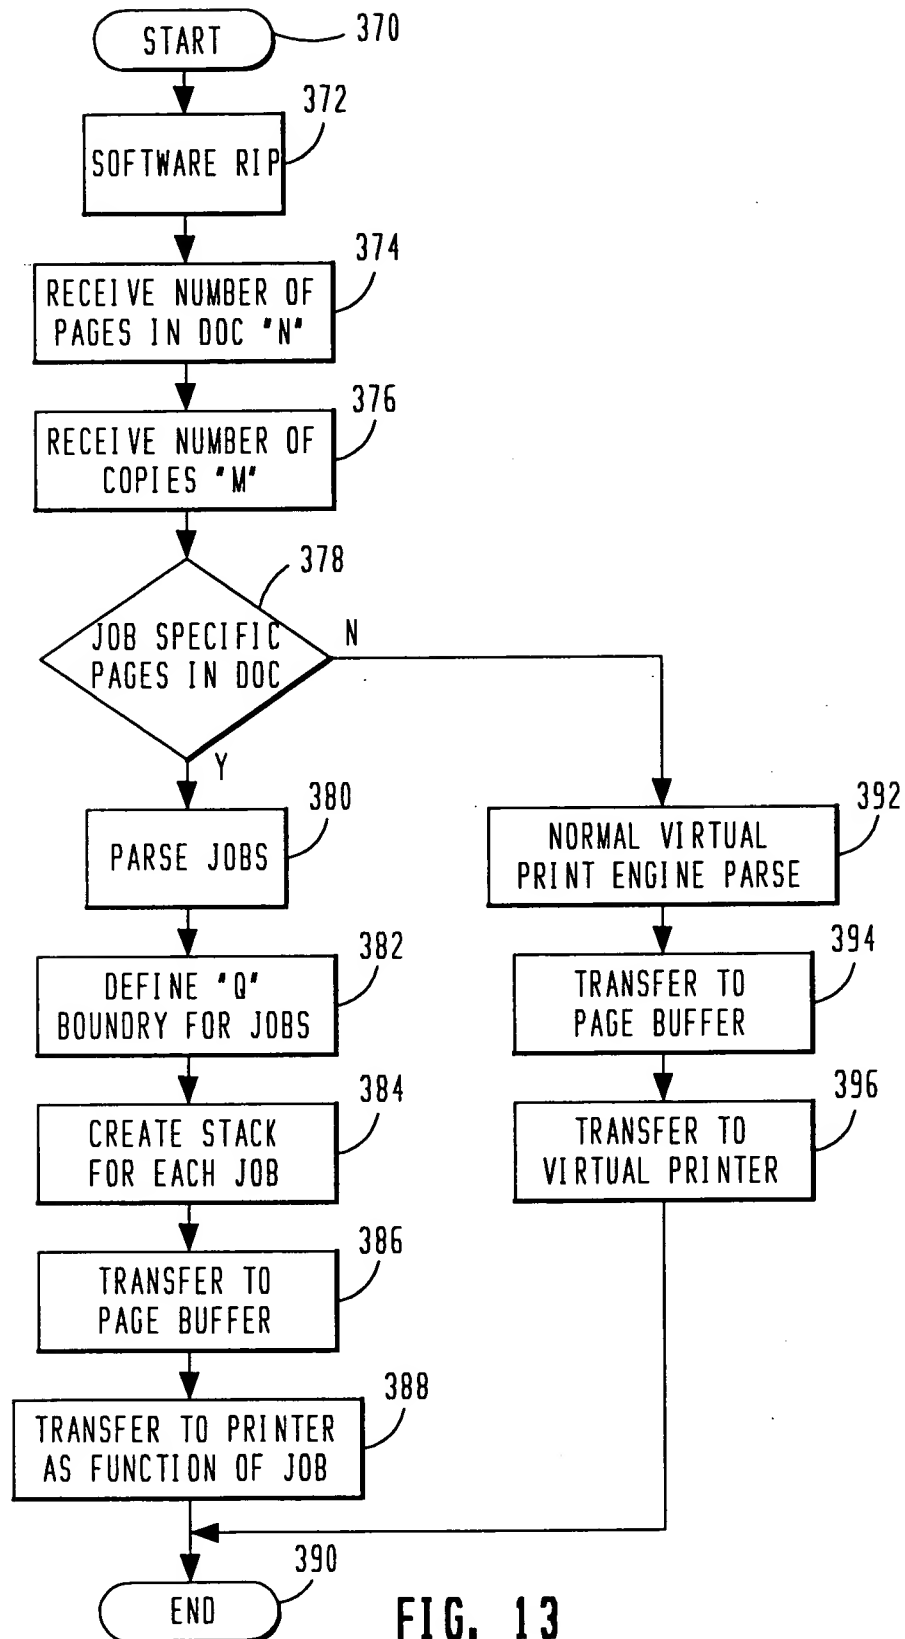 START
370
372
SOFTWARE RIP
374
RECEIVE NUMBER OF
PAGES IN DOC "N"
376
RECEIVE NUMBER OF
COPIES "M"
378
JOB SPECIFIC
PAGES IN DOC
N
Y
380
PARSE JOBS
392
NORMAL VIRTUAL
PRINT ENGINE PARSE
382
DEFINE "Q"
BOUNDRY FOR JOBS
394
TRANSFER TO
PAGE BUFFER
384
CREATE STACK
FOR EACH JOB
396
TRANSFER TO
VIRTUAL PRINTER
386
TRANSFER TO
PAGE BUFFER
388
TRANSFER TO PRINTER
AS FUNCTION OF JOB
390
END
FIG. 13